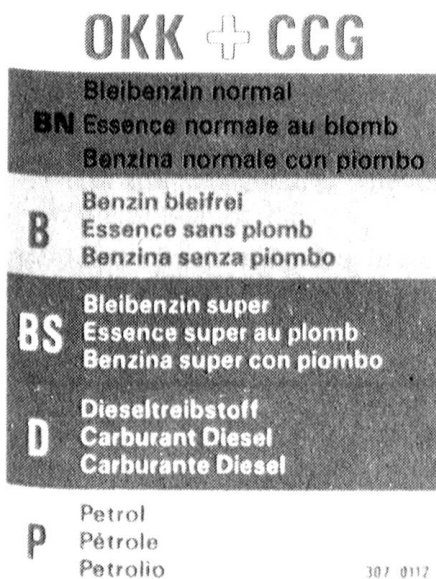 OKK + CCG
Bleibenzin normal
BN Essence normale au blomb
Benzina normale con piombo
Benzin bleifrei
B Essence sans plomb
Benzina senza piombo
Bleibenzin super
BS Essence super au plomb
Benzina super con piombo
Dieseltreibstoff
D Carburant Diesel
Carburante Diesel
Petrol
P Pétrole
Petrolio
307 0117